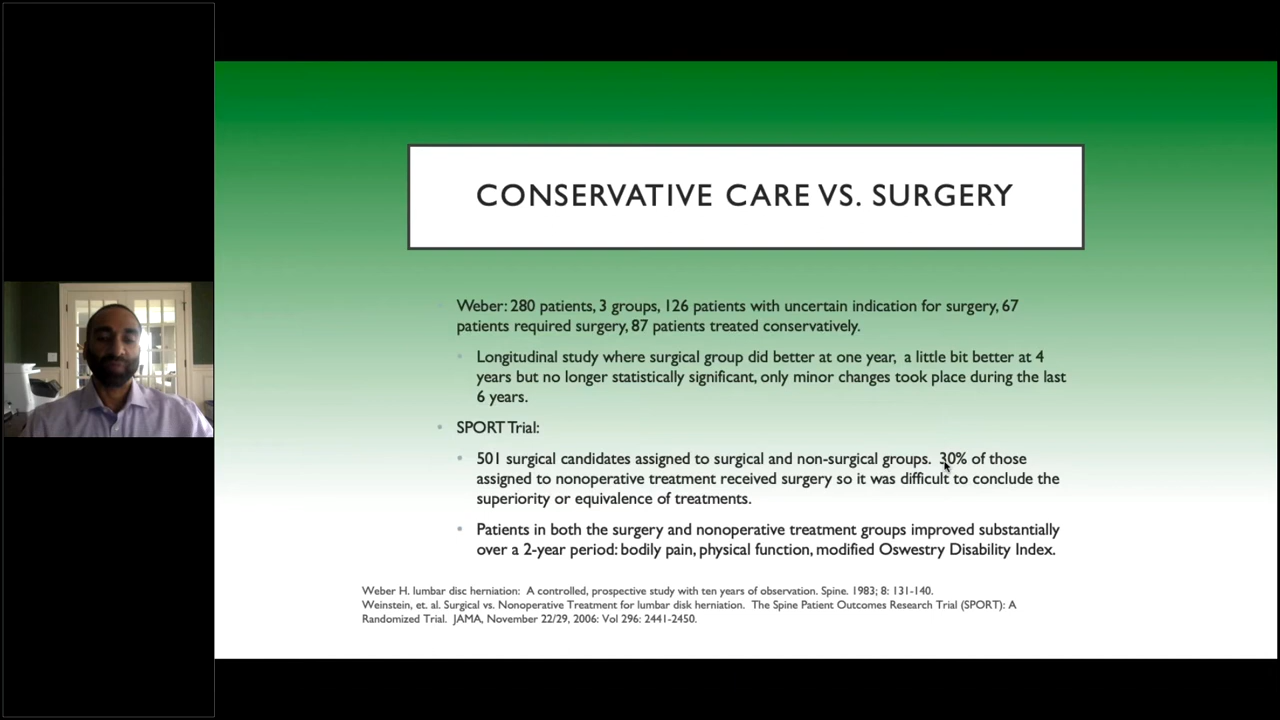 CONSERVATIVE CARE VS. SURGERY
Weber: 280 patients, 3 groups, 126 patients with uncertain indication for surgery, 67
patients required surgery, 87 patients treated conservatively.
Longitudinal study where surgical group did better at one year, a little bit better at 4
years but no longer statistically significant, only minor changes took place during the last
6 years.
SPORT Trial:
501 surgical candidates assigned to surgical and non-surgical groups. 30% of those
assigned to nonoperative treatment received surgery so it was difficult to conclude the
superiority or equivalence of treatments.
Patients in both the surgery and nonoperative treatment groups improved substantially
over a 2-year period: bodily pain, physical function, modified Oswestry Disability Index.
Weber H. lumbar disc herniation: A controlled, prospective study with ten years of observation. Spine. 1983; 8: 131-140.
Weinstein, et. al. Surgical vs. Nonoperative Treatment for lumbar disk herniation. The Spine Patient Outcomes Research Trial (SPORT): A
Randomized Trial. JAMA, November 22/29, 2006: Vol 296: 2441-2450.